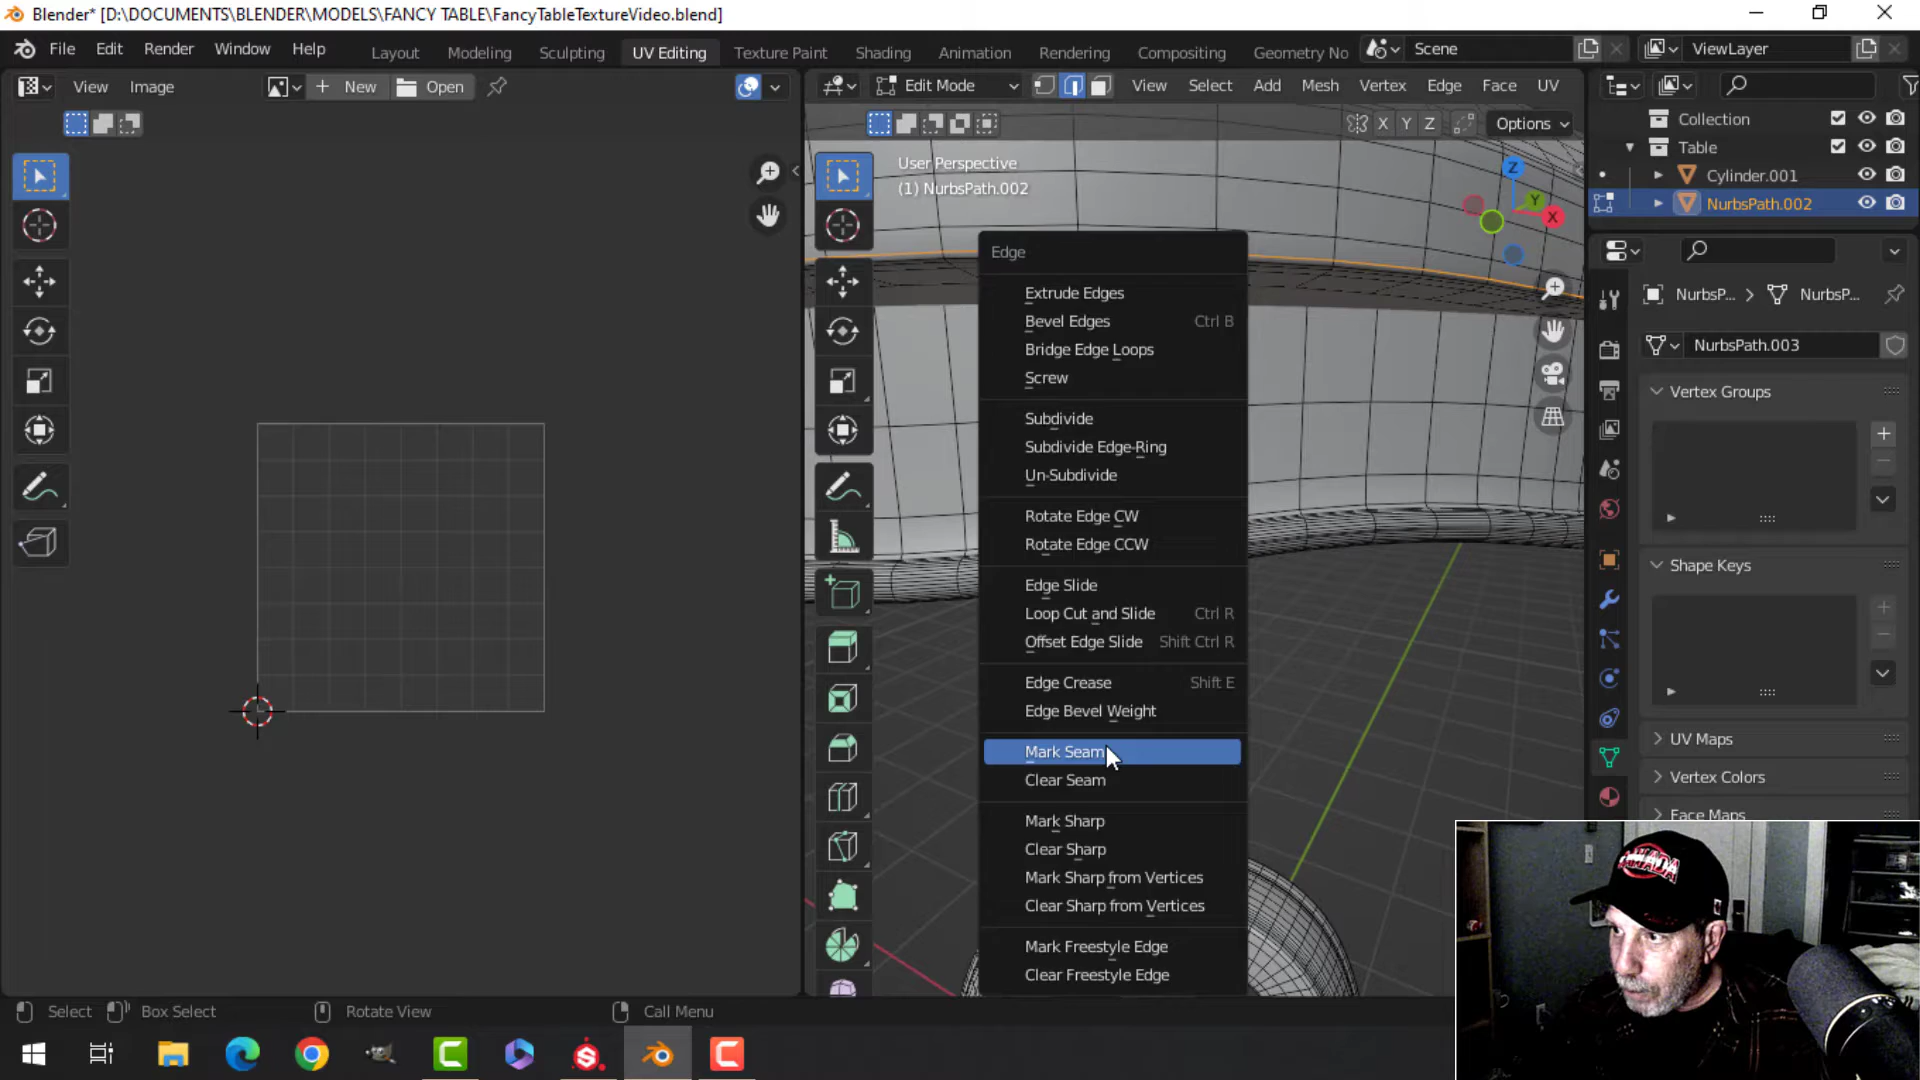 Blender* [D:\DOCUMENTS\BLENDER\MODELS\FANCY TABLE\FancyTableTextureVideo.blend]
File Edit Render Window Help
Layout Modeling Sculpting UV Editing Texture Paint Shading Animation Rendering Compositing Geometry No
Scene ViewLayer
View Image New Open
Edit Mode View Select Add Mesh Vertex Edge Face UV
X Y Z Options
User Perspective
(1) NurbsPath.002
Z
Y
X
Collection
Table
Cylinder.001
NurbsPath.002
NurbsP... NurbsP...
NurbsPath.003
Vertex Groups
Shape Keys
UV Maps
Vertex Colors
Face Maps
Edge
Extrude Edges
Bevel Edges Ctrl B
Bridge Edge Loops
Screw
Subdivide
Subdivide Edge-Ring
Un-Subdivide
Rotate Edge CW
Rotate Edge CCW
Edge Slide
Loop Cut and Slide Ctrl R
Offset Edge Slide Shift Ctrl R
Edge Crease Shift E
Edge Bevel Weight
Mark Seam
Clear Seam
Mark Sharp
Clear Sharp
Mark Sharp from Vertices
Clear Sharp from Vertices
Mark Freestyle Edge
Clear Freestyle Edge
Select Box Select Rotate View Call Menu
CANADA